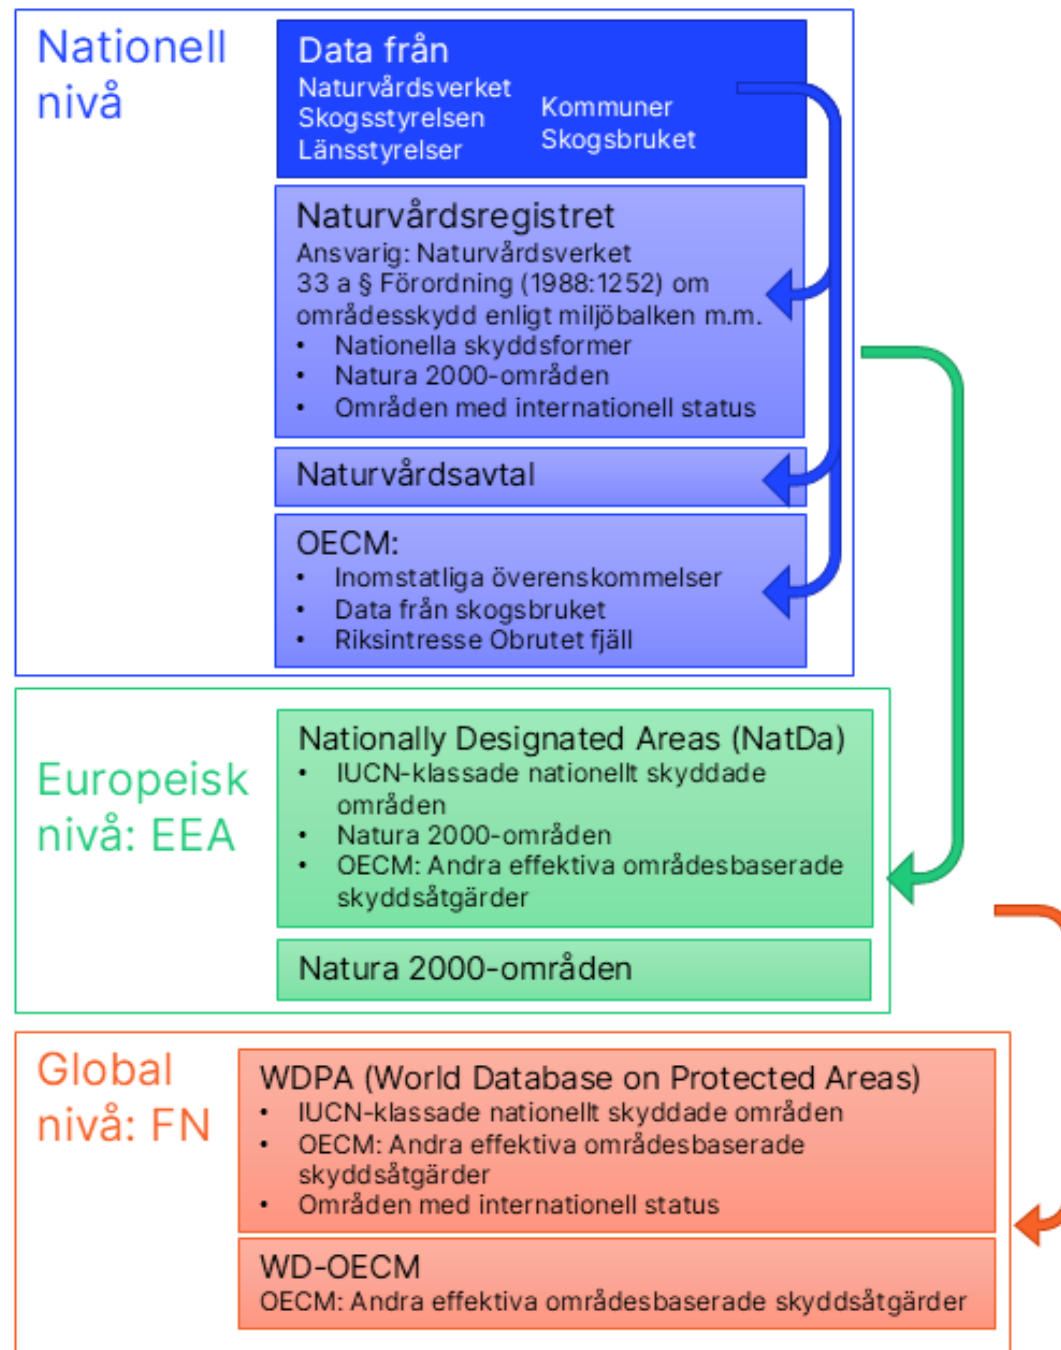 Nationell
nivå
Data från
Naturvårdsverket
Skogsstyrelsen
Länsstyrelser
Kommuner
Skogsbruket
Naturvårdsregistret
Ansvarig: Naturvårdsverket
33 a § Förordning (1988:1252) om
områdesskydd enligt miljöbalken m.m.
• Nationella skyddsformer
• Natura 2000-områden
• Områden med internationell status
Naturvårdsavtal
OECM:
• Inomstatliga överenskommelser
• Data från skogsbruket
• Riksintresse Obrutet fjäll
Europeisk
nivå: EEA
Nationally Designated Areas (NatDa)
• IUCN-klassade nationellt skyddade
områden
• Natura 2000-områden
• OECM: Andra effektiva områdesbaserade
skyddsåtgärder
Natura 2000-områden
Global
nivå: FN
WDPA (World Database on Protected Areas)
• IUCN-klassade nationellt skyddade områden
• OECM: Andra effektiva områdesbaserade
skyddsåtgärder
• Områden med internationell status
WD-OECM
OECM: Andra effektiva områdesbaserade skyddsåtgärder